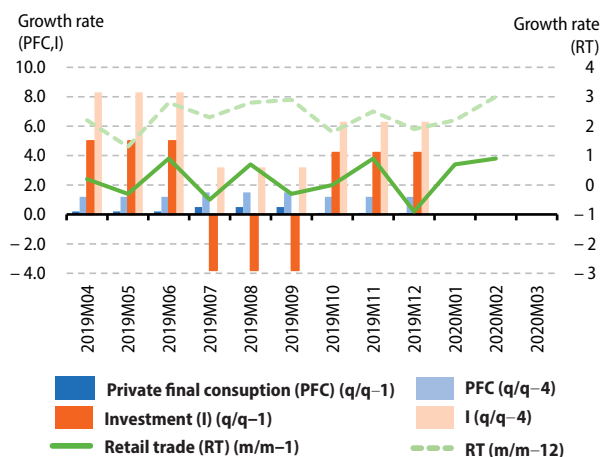 Growth rate
(PFC,I)
Growth rate
(RT)
10.0
8.0
6.0
4.0
2.0
0.0
– 2.0
– 4.0
4
3
2
1
0
– 1
– 2
– 3
2019M04
2019M05
2019M06
2019M07
2019M08
2019M09
2019M10
2019M11
2019M12
2020M01
2020M02
2020M03
Private final consuption (PFC) (q/q–1)
PFC (q/q–4)
Investment (I) (q/q–1)
I (q/q–4)
Retail trade (RT) (m/m–1)
RT (m/m–12)